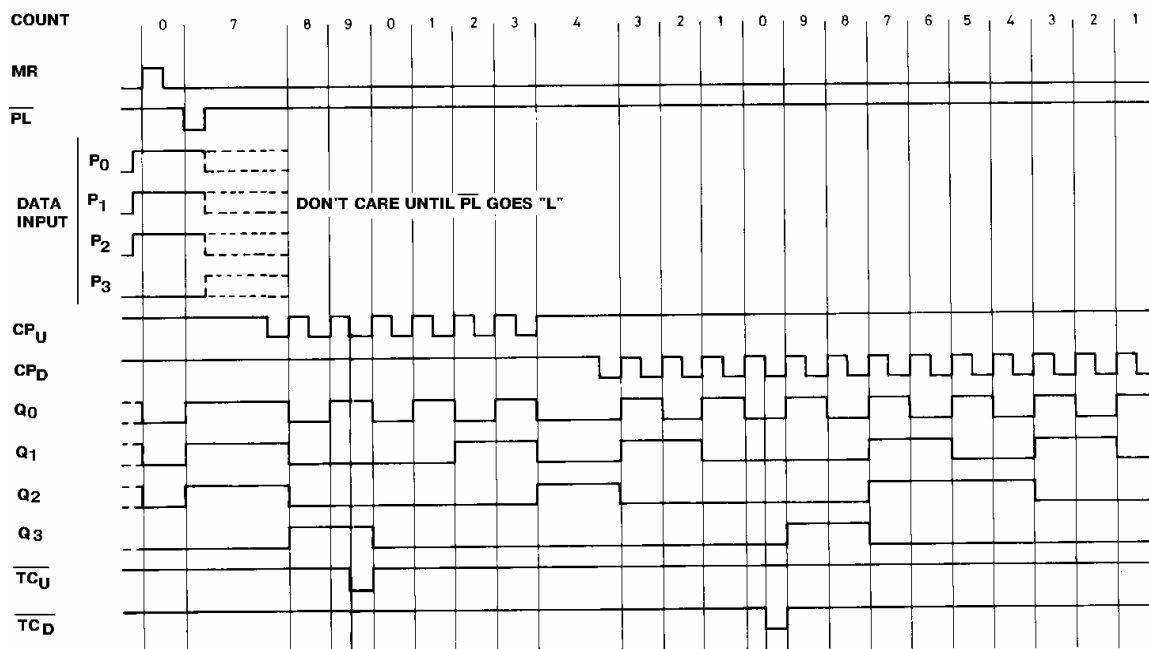 COUNT 0 7 8 9 0 1 2 3 4 3 2 1 0 9 8 7 6 5 4 3 2 1
MR
PL
DATA INPUT
P0
P1
DON'T CARE UNTIL PL GOES "L"
P2
P3
CPU
CPD
Q0
Q1
Q2
Q3
TCU
TCD